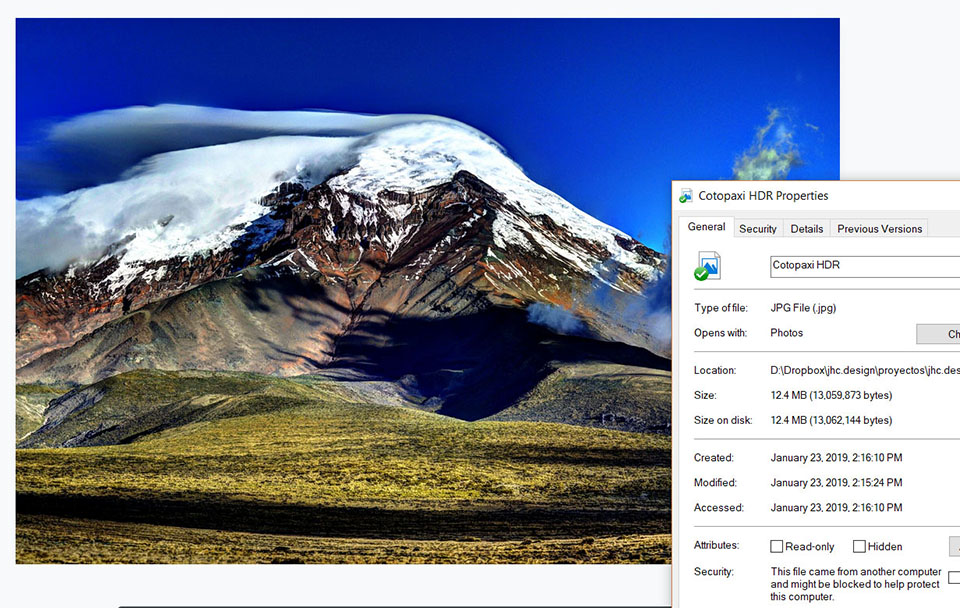 Cotopaxi HDR Properties
General Security Details Previous Versions
Cotopaxi HDR
Type of file: JPG File (.jpg)
Opens with: Photos Ch
Location: D:\Dropbox\jhc.design\proyectos\jhc.des
Size: 12.4 MB (13,059,873 bytes)
Size on disk: 12.4 MB (13,062,144 bytes)
Created: January 23, 2019, 2:16:10 PM
Modified: January 23, 2019, 2:15:24 PM
Accessed: January 23, 2019, 2:16:10 PM
Attributes: Read-only Hidden
Security: This file came from another computer
and might be blocked to help protect
this computer.